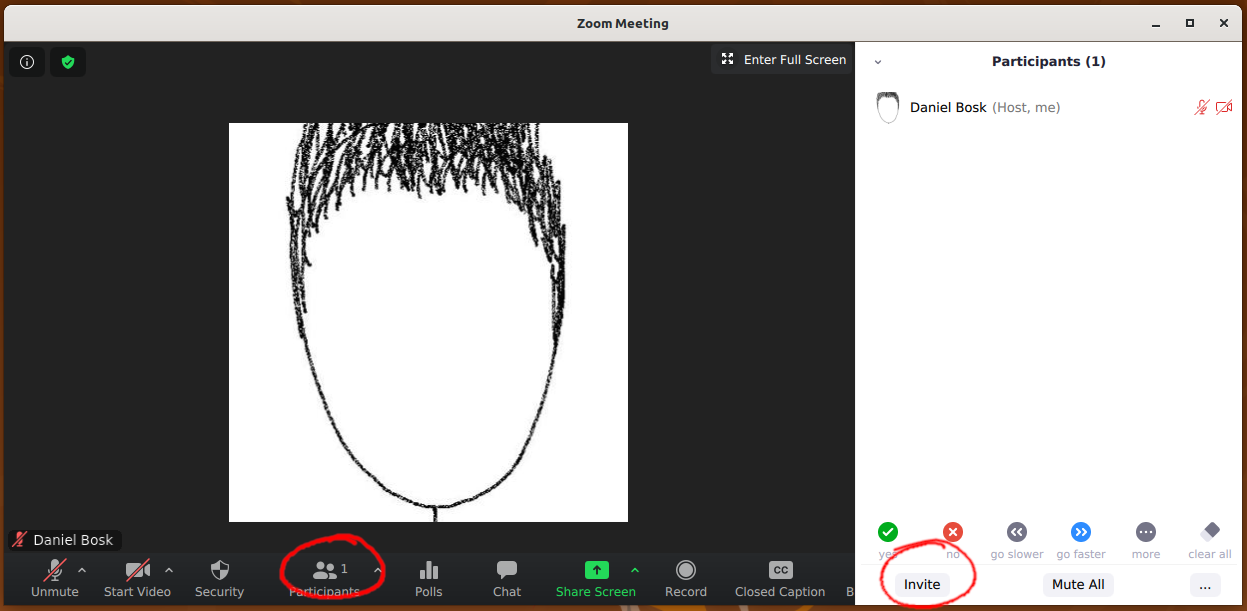 Zoom Meeting
Enter Full Screen
Participants (1)
Daniel Bosk (Host, me)
Daniel Bosk
yes no go slower go faster more clear all
Invite Mute All ...
1
CC
Unmute Start Video Security Participants Polls Chat Share Screen Record Closed Caption B